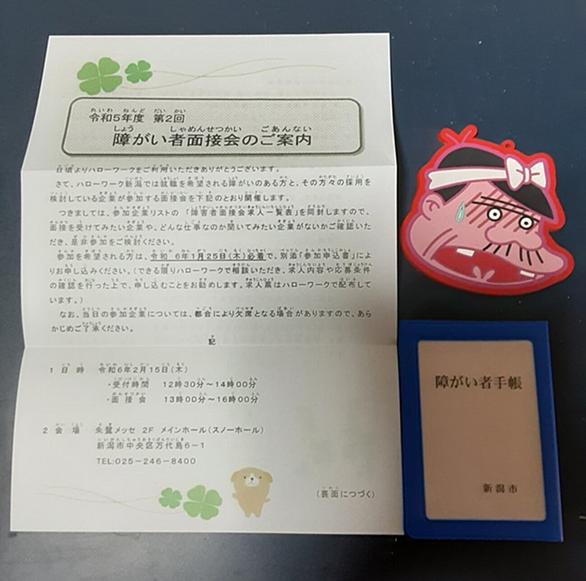 令和5年度 第2回
障がい者面接会のご案内
日頃よりハローワークをご利用いただきありがとうございます。
さて、ハローワーク新潟では就職を希望される障がいのある方と、その方々の採用を
検討している企業が参加する面接会を下記のとおり開催します。
つきましては、参加企業リストの「障害者面接会求人一覧表」を同封しますので、
面接を受けてみたい企業や、どんな仕事なのか聞いてみたい企業がないかご確認いた
だき、是非参加をご検討ください。
参加を希望される方は、令和6年1月25日(木)必着で、別添「参加申込書」に
よりお申し込みください。(できる限りハローワークで相談いただき、求人内容や応募条件
の確認を行った上で、申し込むことをお勧めします。求人票はハローワークで配布して
います。)
なお、当日の参加企業については、都合により欠席となる場合がありますので、あら
かじめご了承ください。
記
1 日時 令和6年2月15日(木)
・受付時間 12時30分～14時00分
・面接会 13時00分～16時00分
2 会場 朱鷺メッセ 2F メインホール(スノーホール)
新潟市中央区万代島6－1
TEL:025－246－8400
(裏面につづく)
障がい者手帳
新潟市